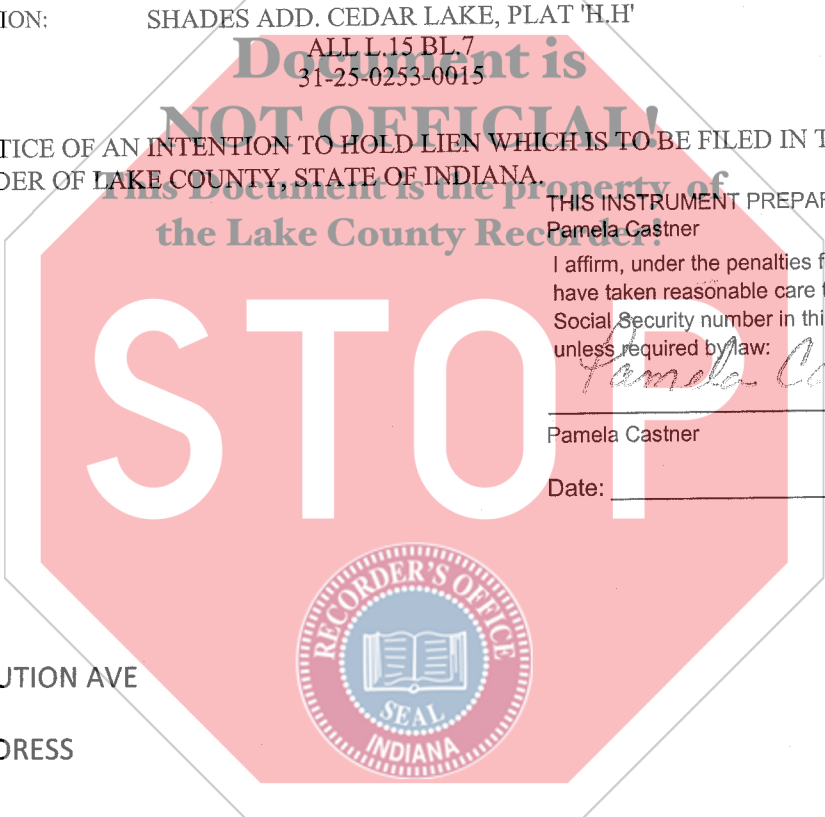 ION: SHADES ADD. CEDAR LAKE, PLAT 'H.H'
ALL L.15 BL.7
31-25-0253-0015
Document is
NOT OFFICIAL!
This Document is the property of
the Lake County Recorder!
TICE OF AN INTENTION TO HOLD LIEN WHICH IS TO BE FILED IN T
DER OF LAKE COUNTY, STATE OF INDIANA.
THIS INSTRUMENT PREPAR
Pamela Castner
I affirm, under the penalties f
have taken reasonable care t
Social Security number in thi
unless required by law:
Pamela Ca
Pamela Castner
Date:
STOP
RECORDER'S OFFICE
SEAL
INDIANA
UTION AVE
DRESS